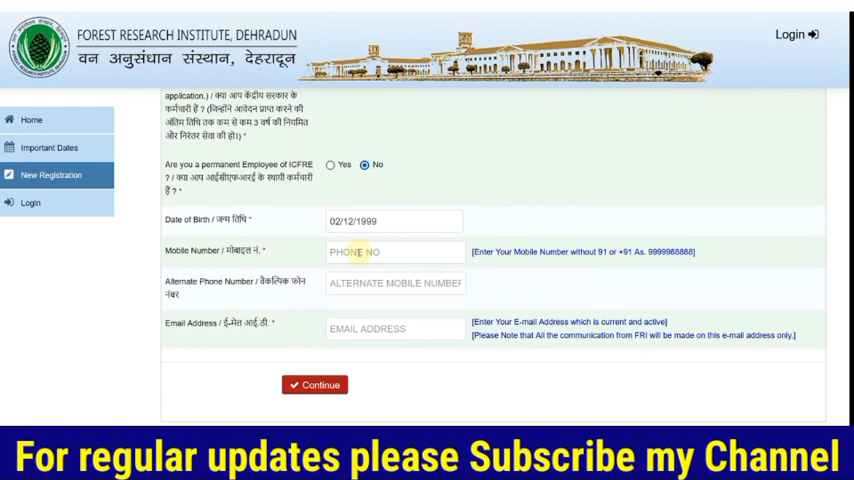 FOREST RESEARCH INSTITUTE, DEHRADUN
वन अनुसंधान संस्थान, देहरादून
Login
Home
Important Dates
New Registration
Login
application.) / क्या आप केंद्रीय सरकार के
कर्मचारी हैं ? (जिन्होंने आवेदन प्राप्त करने की
अंतिम तिथि तक कम से कम 3 वर्ष की नियमित
और निरंतर सेवा की हो।) *
Are you a permanent Employee of ICFRE
? / क्या आप आईसीएफआरई के स्थायी कर्मचारी
हैं ? *
Yes No
Date of Birth / जन्म तिथि *
02/12/1999
Mobile Number / मोबाइल नं. *
PHONE NO
[Enter Your Mobile Number without 91 or +91 As. 9999988888]
Alternate Phone Number / वैकल्पिक फोन
नंबर
ALTERNATE MOBILE NUMBER
Email Address / ई-मेल आई.डी. *
EMAIL ADDRESS
[Enter Your E-mail Address which is current and active]
[Please Note that All the communication from FRI will be made on this e-mail address only.]
Continue
For regular updates please Subscribe my Channel